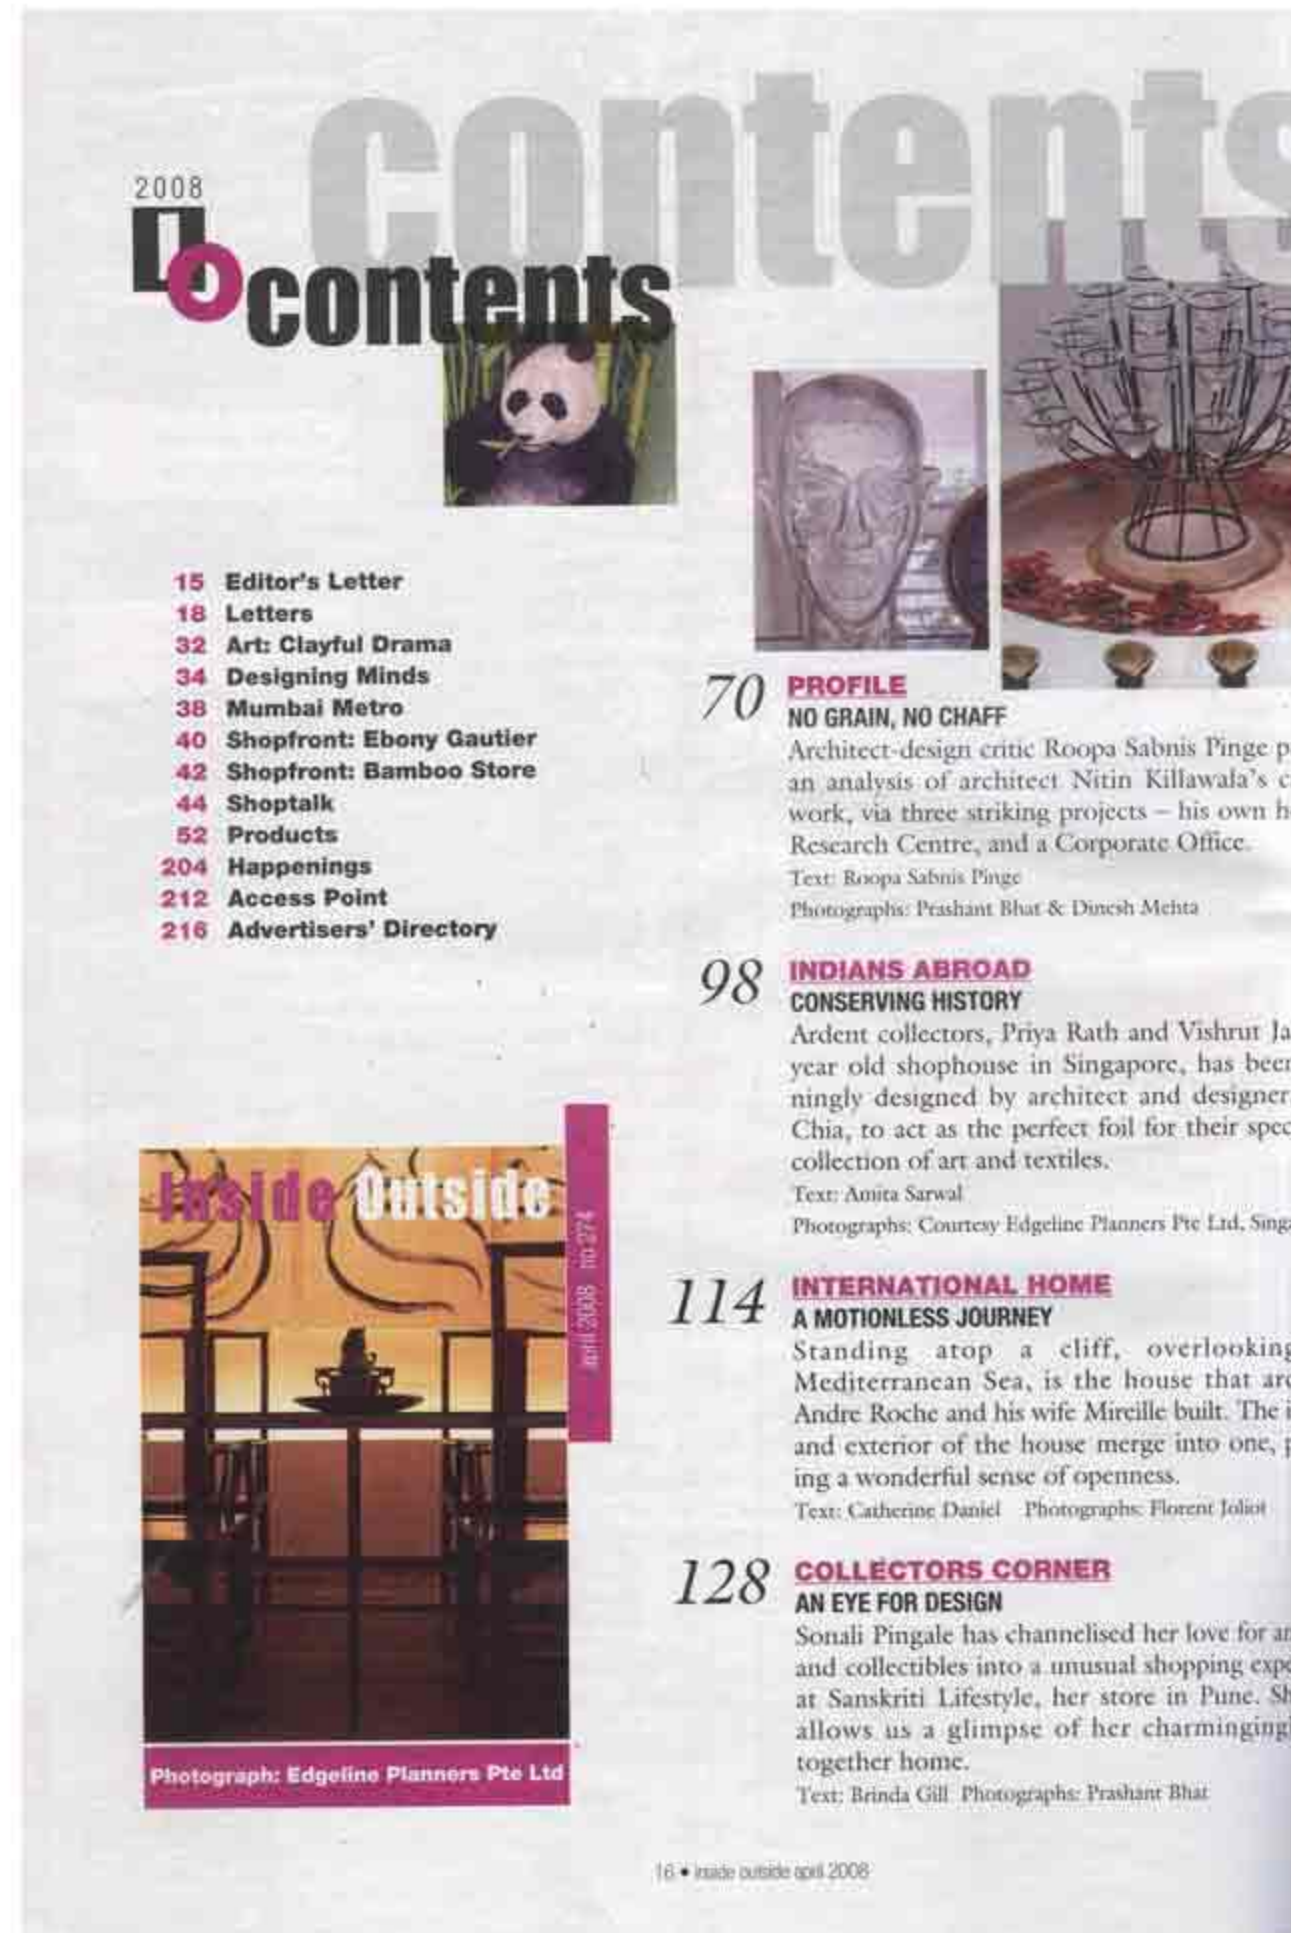 contents
2008
IO contents
15 Editor's Letter
18 Letters
32 Art: Clayful Drama
34 Designing Minds
38 Mumbai Metro
40 Shopfront: Ebony Gautier
42 Shopfront: Bamboo Store
44 Shoptalk
52 Products
204 Happenings
212 Access Point
216 Advertisers' Directory
Inside Outside
april 2008 no 274
Photograph: Edgeline Planners Pte Ltd
70 PROFILE
NO GRAIN, NO CHAFF
Architect-design critic Roopa Sabnis Pinge p
an analysis of architect Nitin Killawala's c
work, via three striking projects – his own h
Research Centre, and a Corporate Office.
Text: Roopa Sabnis Pinge
Photographs: Prashant Bhat & Dinesh Mehta
98 INDIANS ABROAD
CONSERVING HISTORY
Ardent collectors, Priya Rath and Vishrut Ja
year old shophouse in Singapore, has been
ningly designed by architect and designer
Chia, to act as the perfect foil for their spec
collection of art and textiles.
Text: Amita Sarwal
Photographs: Courtesy Edgeline Planners Pte Ltd, Singa
114 INTERNATIONAL HOME
A MOTIONLESS JOURNEY
Standing atop a cliff, overlooking
Mediterranean Sea, is the house that arc
Andre Roche and his wife Mireille built. The i
and exterior of the house merge into one, p
ing a wonderful sense of openness.
Text: Catherine Daniel Photographs: Florent Joliot
128 COLLECTORS CORNER
AN EYE FOR DESIGN
Sonali Pingale has channelised her love for an
and collectibles into a unusual shopping expe
at Sanskriti Lifestyle, her store in Pune. Sh
allows us a glimpse of her charmingingl
together home.
Text: Brinda Gill Photographs: Prashant Bhat
16 • inside outside april 2008